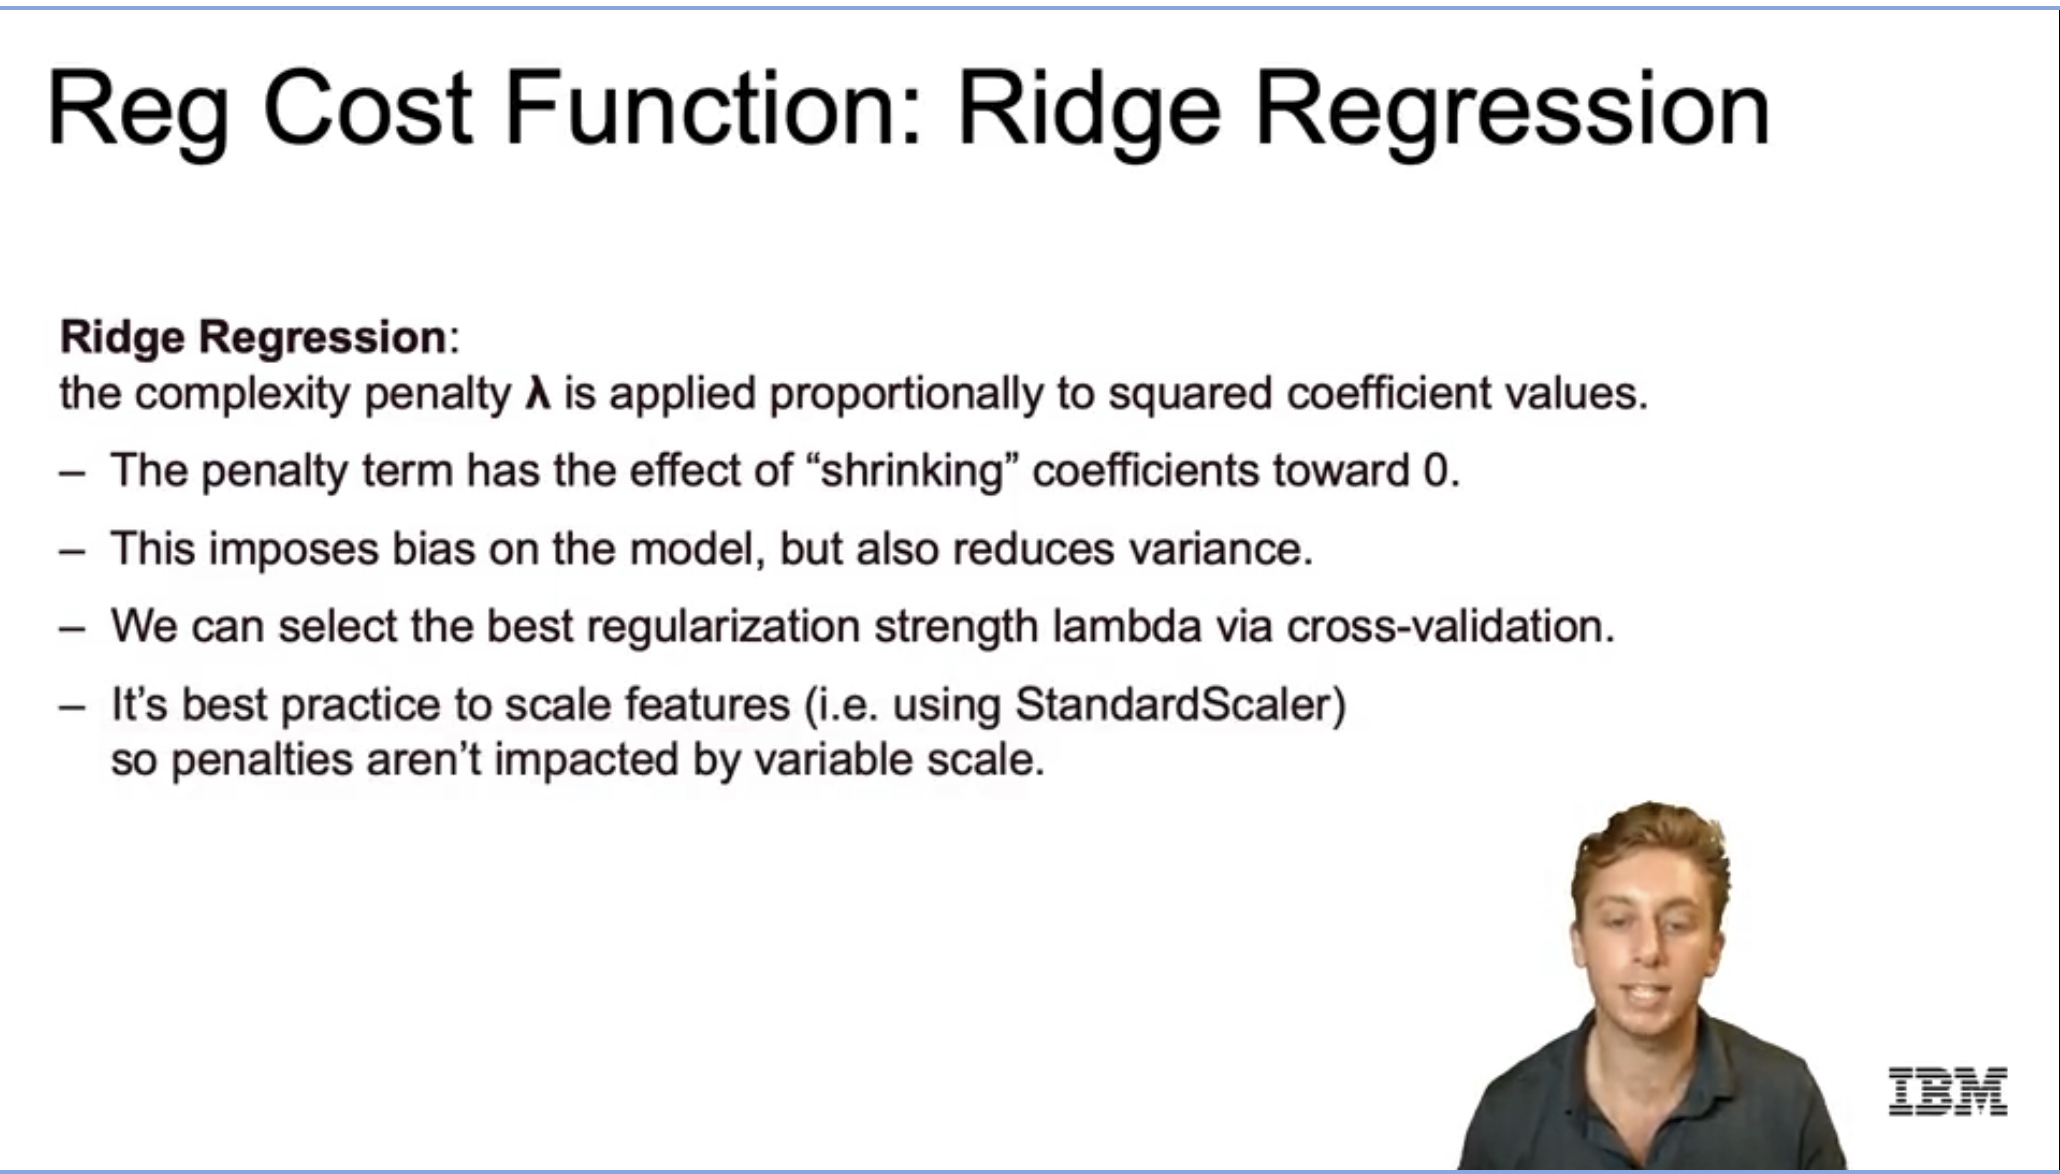 Reg Cost Function: Ridge Regression
Ridge Regression:
the complexity penalty λ is applied proportionally to squared coefficient values.
– The penalty term has the effect of “shrinking” coefficients toward 0.
– This imposes bias on the model, but also reduces variance.
– We can select the best regularization strength lambda via cross-validation.
– It’s best practice to scale features (i.e. using StandardScaler)
so penalties aren’t impacted by variable scale.
IBM